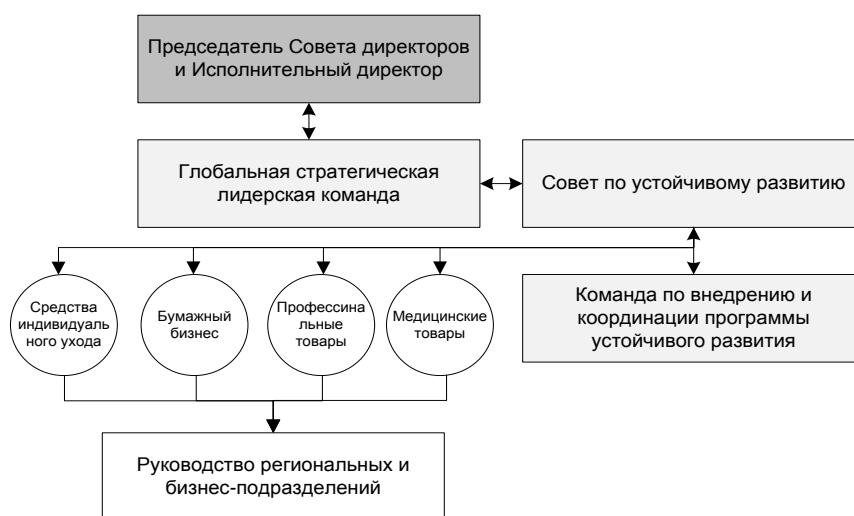 Председатель Совета директоров
и Исполнительный директор
Глобальная стратегическая
лидерская команда
Совет по устойчивому развитию
Средства
индивидуаль
ного ухода
Бумажный
бизнес
Профессина
льные
товары
Медицинские
товары
Команда по внедрению и
координации программы
устойчивого развития
Руководство региональных и
бизнес-подразделений